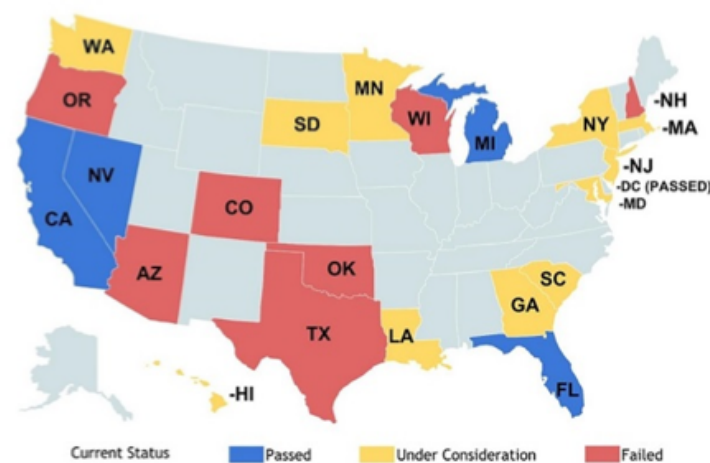 WA
OR
MN
SD
WI
MI
NY
-NH
-MA
-NJ
-DC (PASSED)
-MD
NV
CA
CO
AZ
OK
TX
LA
SC
GA
FL
-HI
Current Status Passed Under Consideration Failed